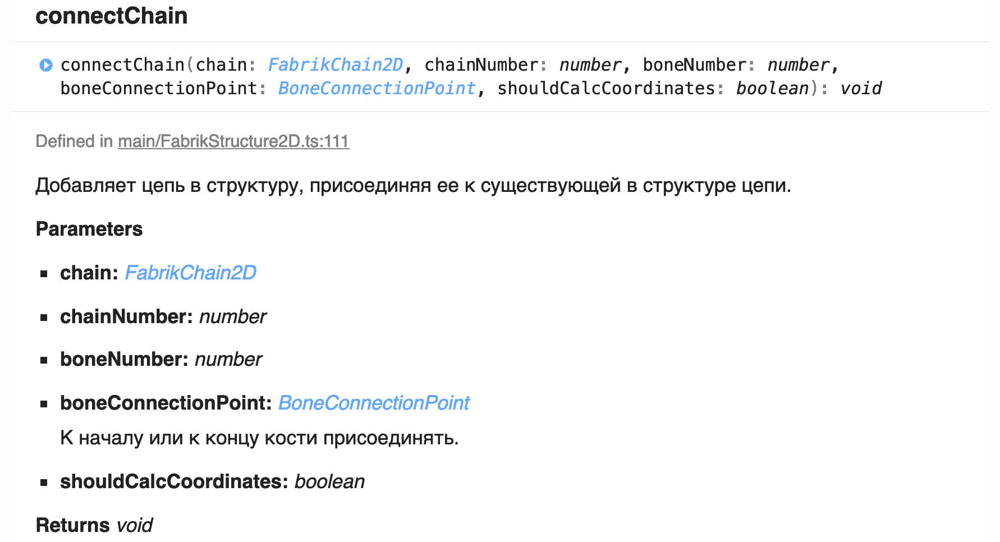 connectChain
connectChain(chain: FabrikChain2D, chainNumber: number, boneNumber: number,
boneConnectionPoint: BoneConnectionPoint, shouldCalcCoordinates: boolean): void
Defined in main/FabrikStructure2D.ts:111
Добавляет цепь в структуру, присоединяя ее к существующей в структуре цепи.
Parameters
chain: FabrikChain2D
chainNumber: number
boneNumber: number
boneConnectionPoint: BoneConnectionPoint
К началу или к концу кости присоединять.
shouldCalcCoordinates: boolean
Returns void